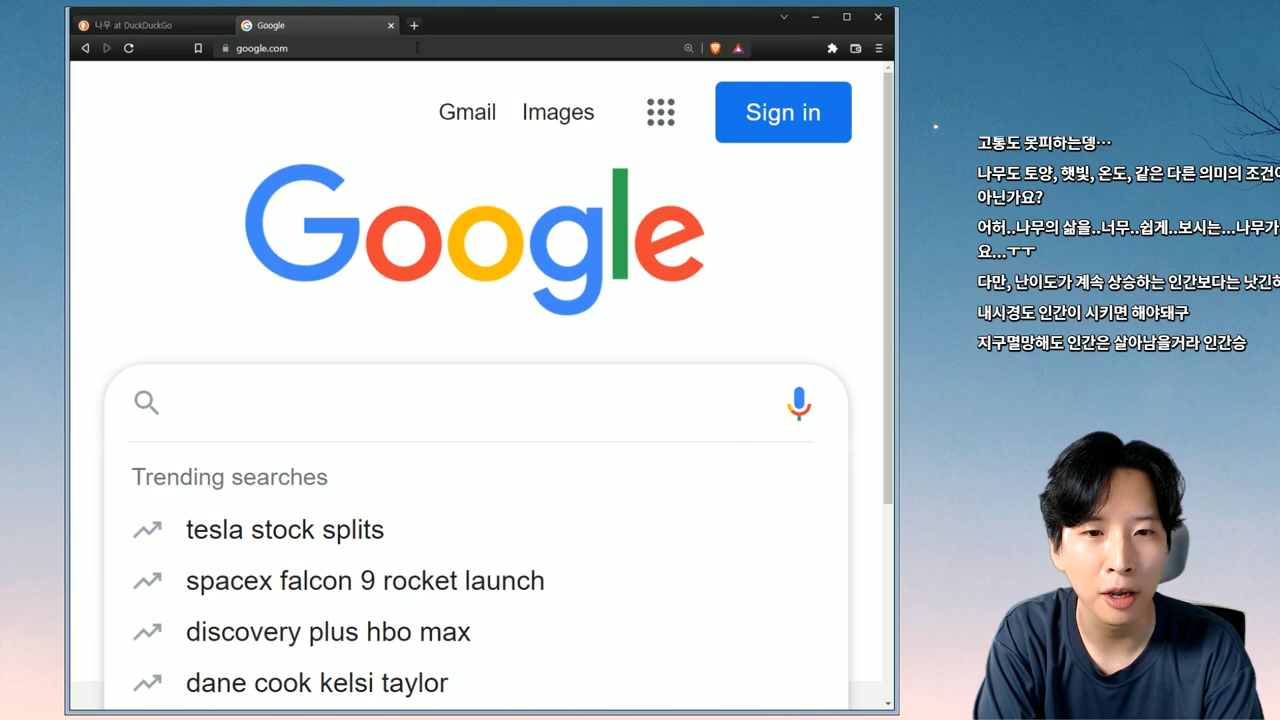 나무 at DuckDuckGo
Google
google.com
Gmail
Images
Sign in
Google
Trending searches
tesla stock splits
spacex falcon 9 rocket launch
discovery plus hbo max
dane cook kelsi taylor
고통도 못피하는뎅…
나무도 토양, 햇빛, 온도, 같은 다른 의미의 조건
아닌가요?
어허..나무의 삶을..너무..쉽게..보시는...나무가
요...ㅜㅜ
다만, 난이도가 계속 상승하는 인간보다는 낫긴
내시경도 인간이 시키면 해야돼구
지구멸망해도 인간은 살아남을거라 인간승